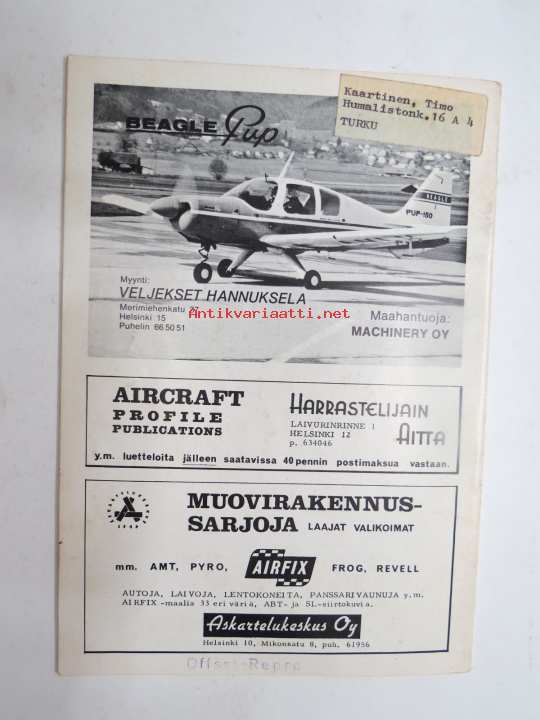 Kaartinen, Timo
Hummalistonk.16 A 4
TURKU
BEAGLE Pup
BEAGLE
PUP-150
Myynti:
VELJEKSET HANNUKSELA
Merimiehenkatu
Helsinki 15
Puhelin 66 50 51
Antikvariaatti.net
Maahantuoja:
MACHINERY OY
AIRCRAFT
PROFILE
PUBLICATIONS
HARRASTELIJAIN
AITTA
LAIVURINRINNE 1
HELSINKI 12
p. 634046
y.m. luetteloita jälleen saatavissa 40 pennin postimaksua vastaan.
MUOVIRAKENNUS-
SARJOJA LAAJAT VALIKOIMAT
mm. AMT, PYRO, AIRFIX FROG, REVELL
AUTOJA, LAIVOJA, LENTOKONEITA, PANSSARIVAUNUJA y.m.
AIRFIX -maalia 33 eri väriä, ABT- ja SL-siirtokuvia.
Askartelukeskus Oy
Helsinki 10, Mikonkatu 8, puh. 61956
Offset-Repro